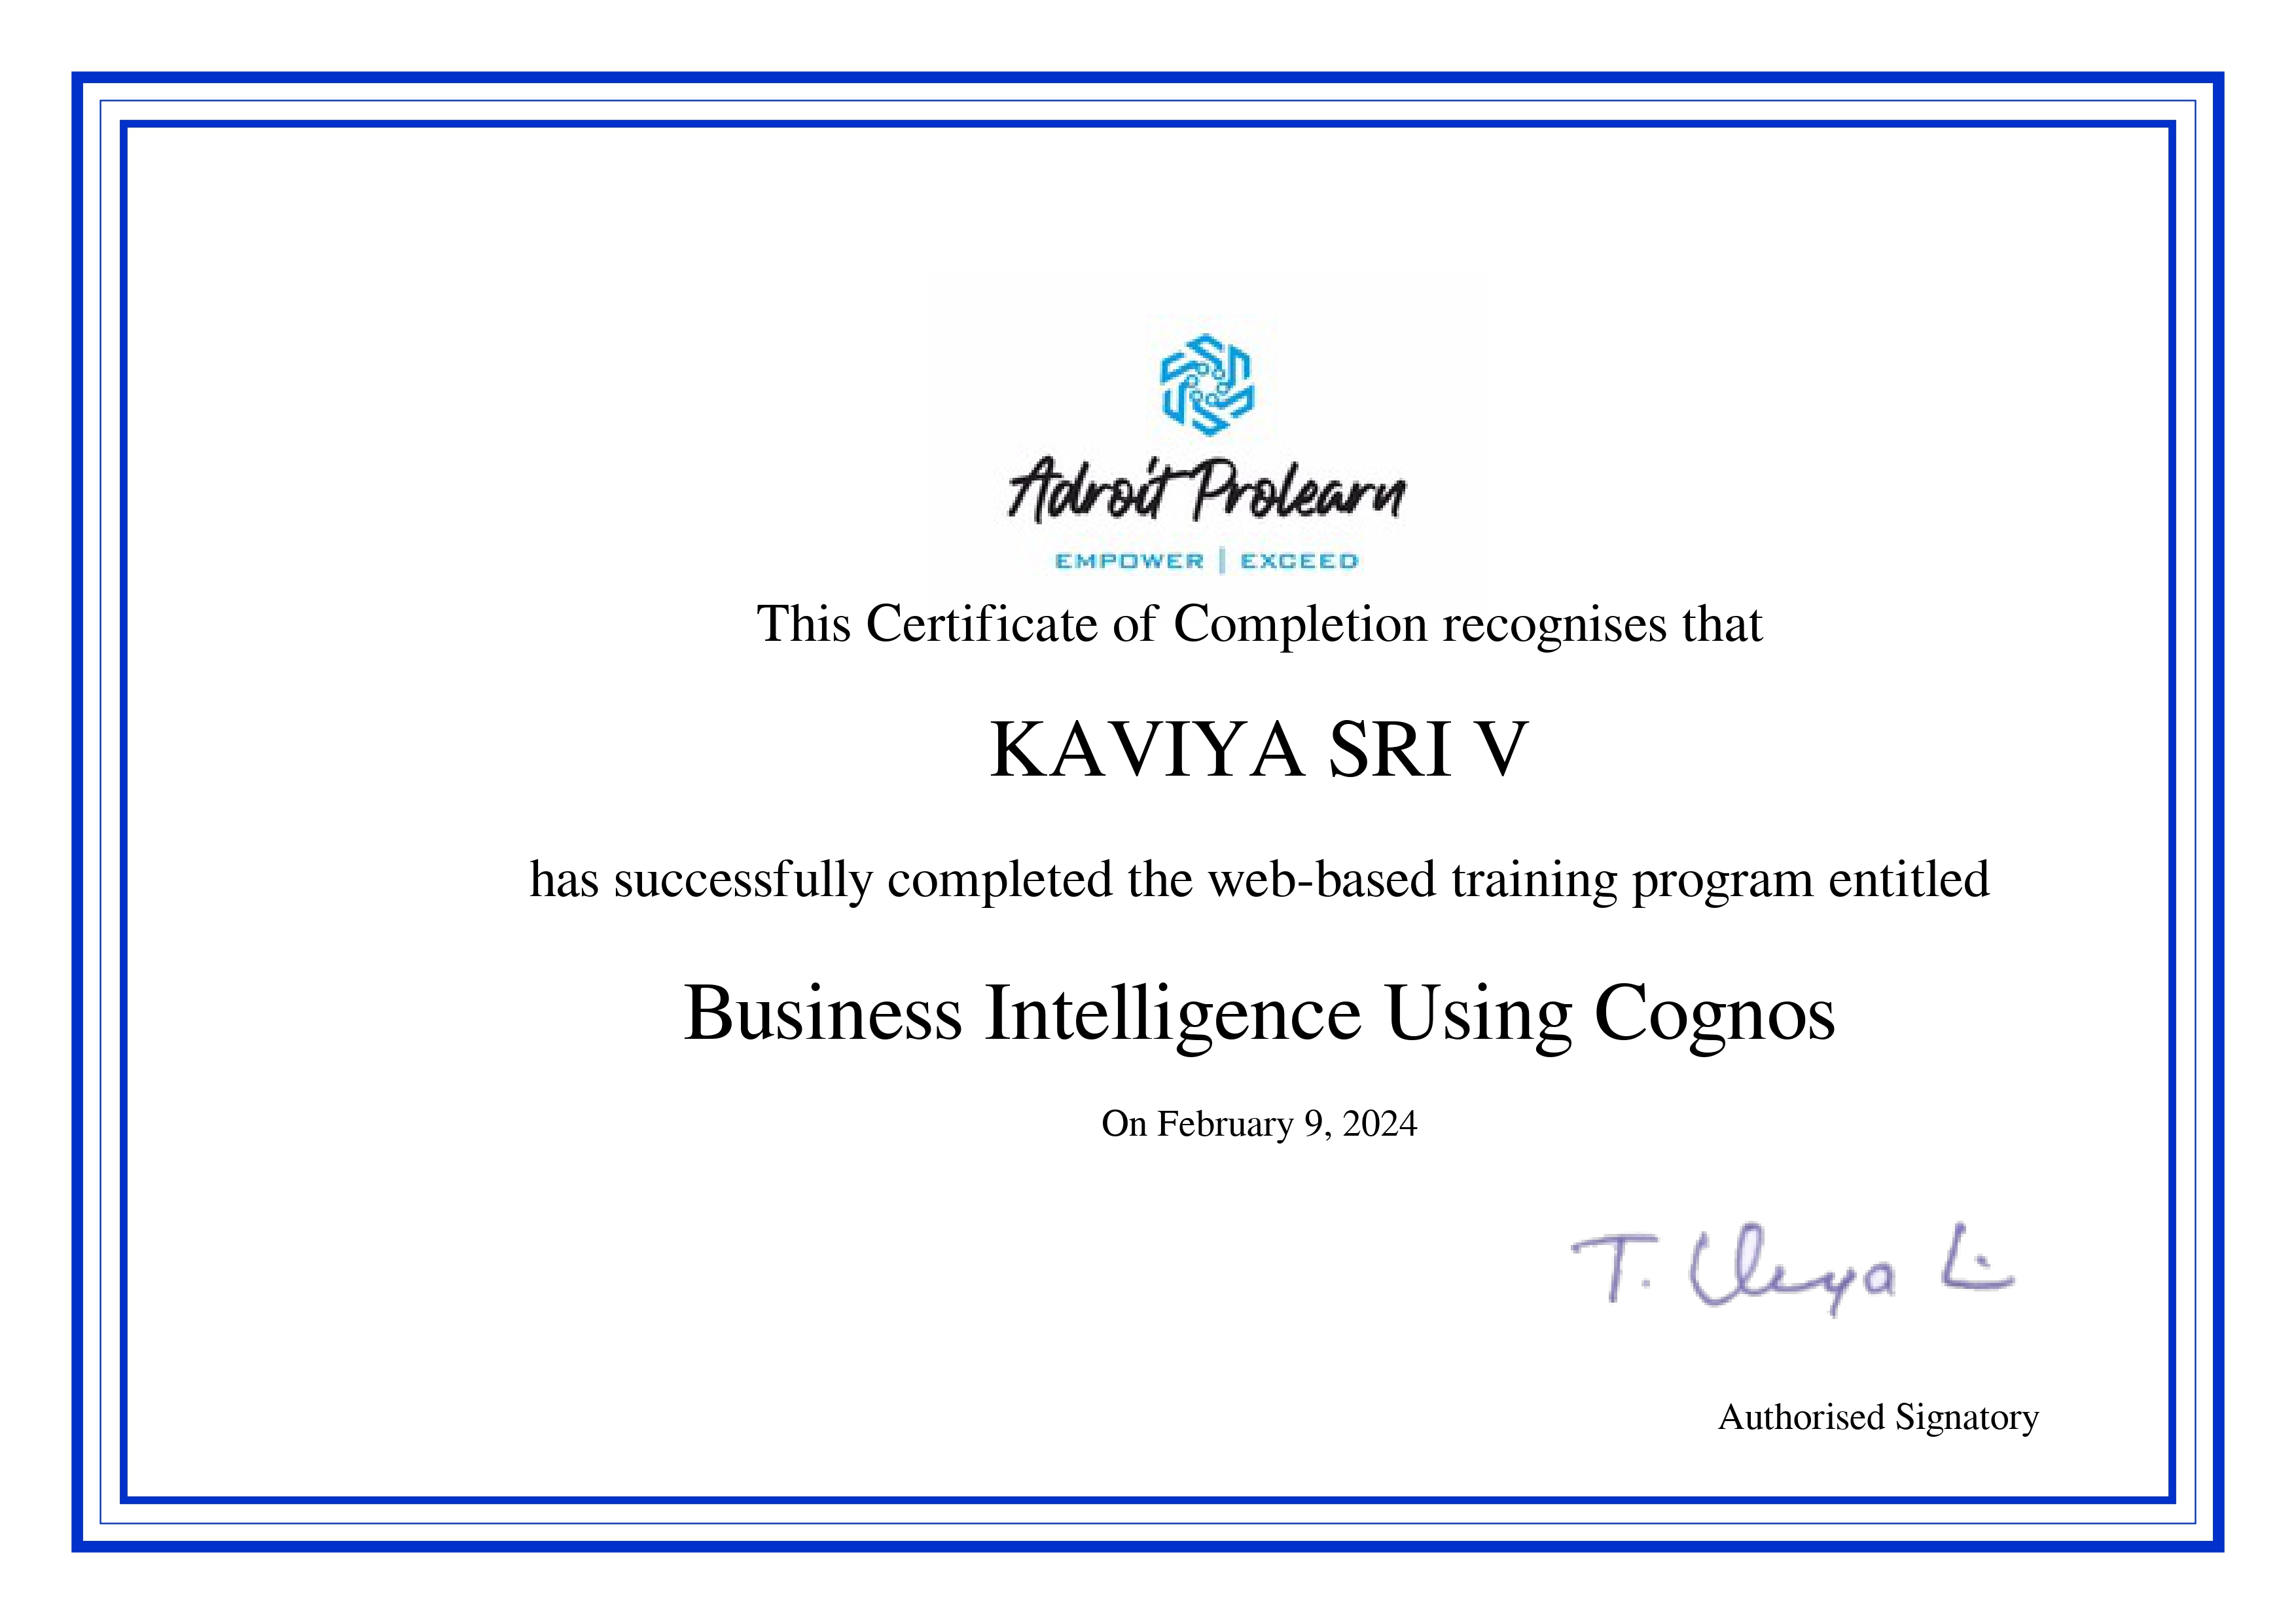 Adroit Prolearn
EMPOWER | EXCEED
This Certificate of Completion recognises that
KAVIYA SRI V
has successfully completed the web-based training program entitled
Business Intelligence Using Cognos
On February 9, 2024
T.
Authorised Signatory